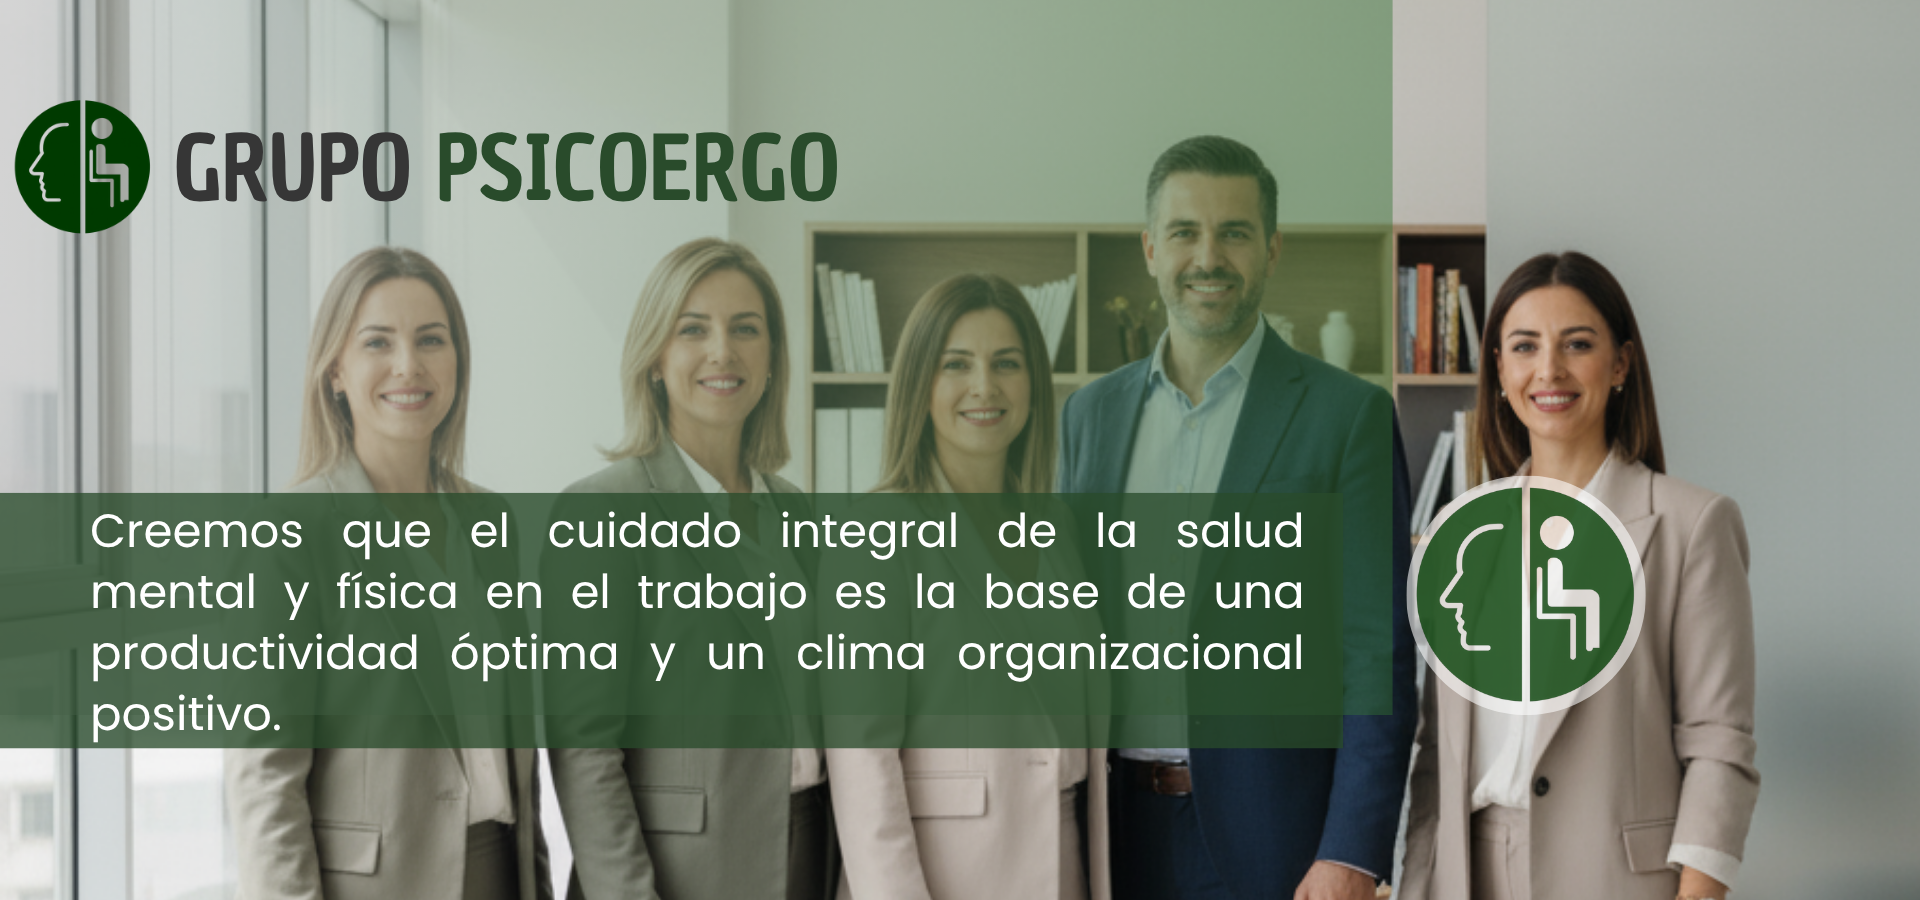 GRUPO PSICOERGO
Creemos que el cuidado integral de la salud
mental y física en el trabajo es la base de una
productividad óptima y un clima organizacional
positivo.